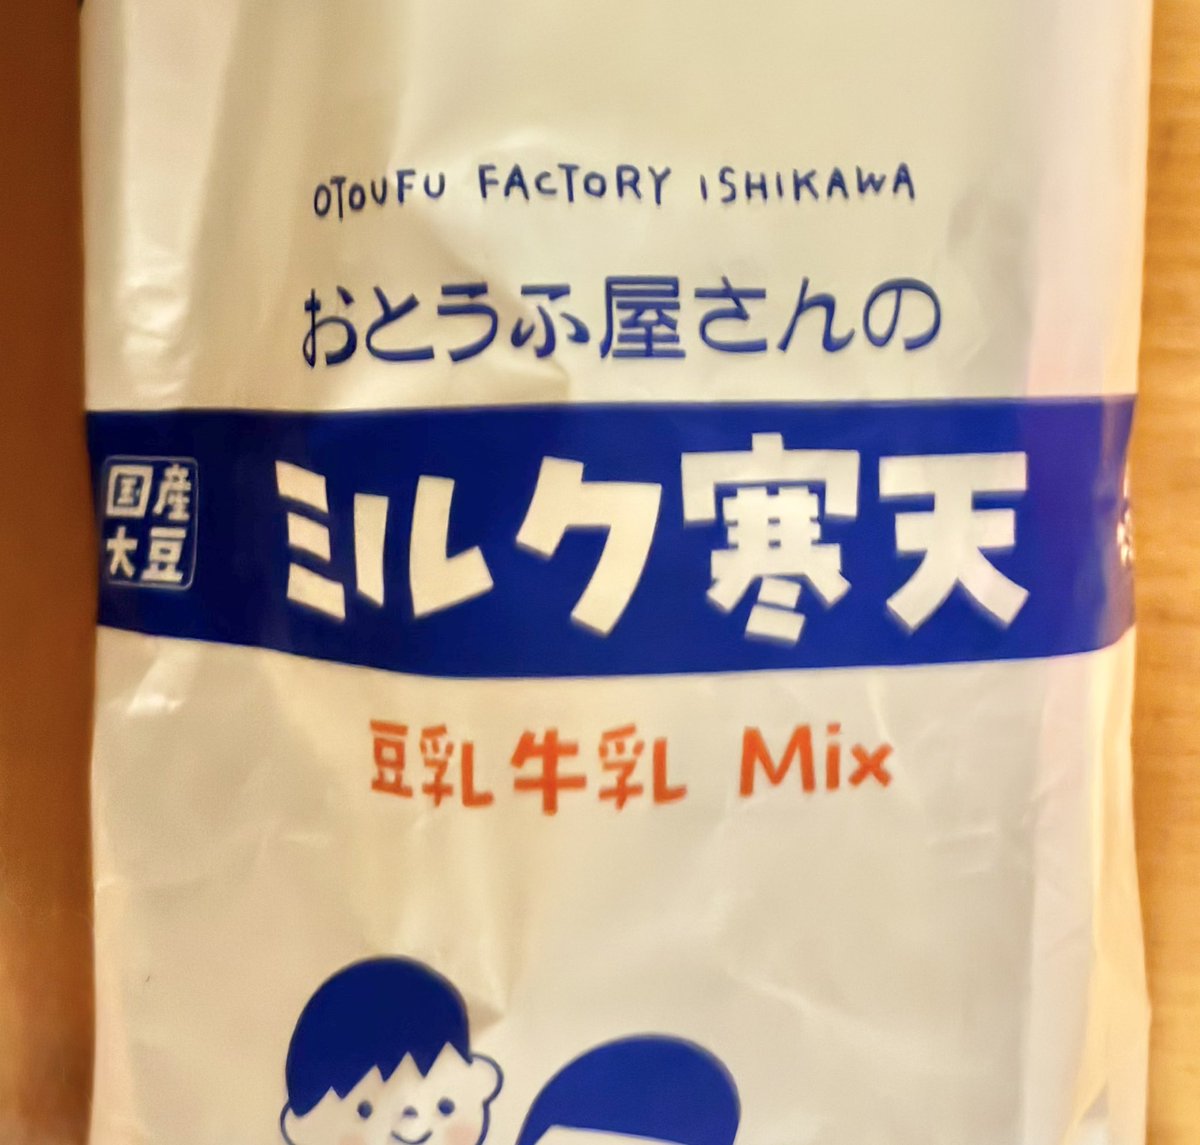 OTOUFU FACTORY ISHIKAWA
おとうふ屋さんの
国産
大豆
ミルク寒天
豆乳牛乳 Mix